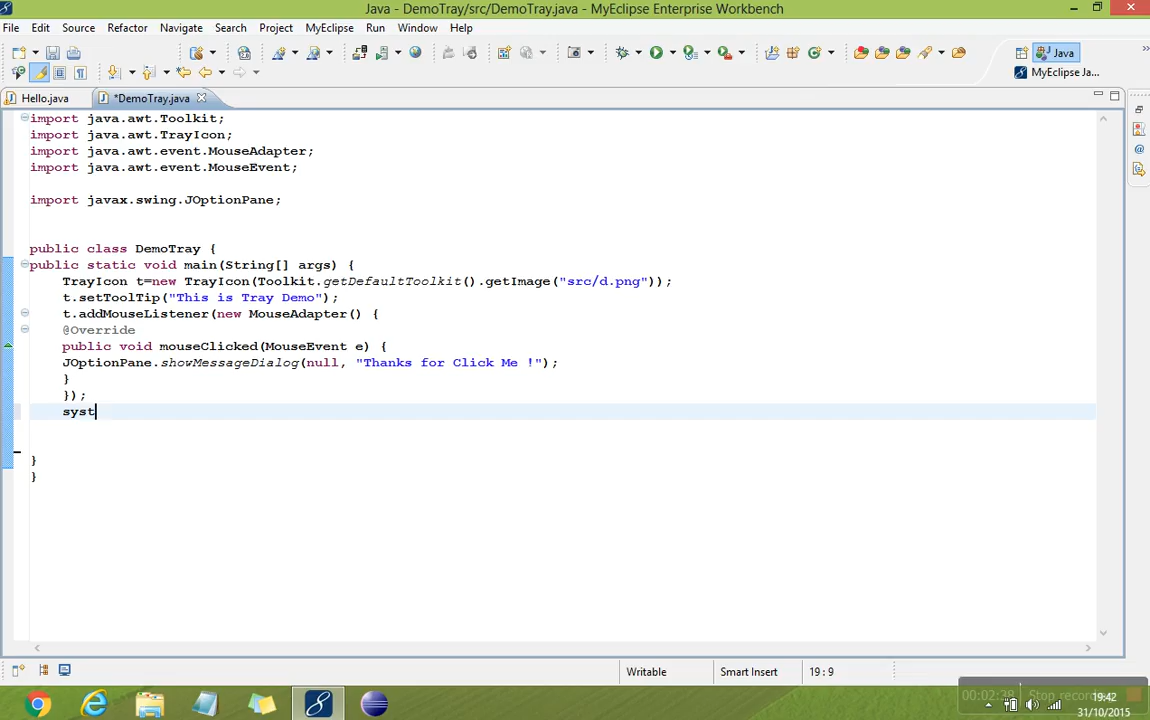 Java - DemoTray/src/DemoTray.java - MyEclipse Enterprise Workbench
File Edit Source Refactor Navigate Search Project MyEclipse Run Window Help
Java
MyEclipse Ja...
Hello.java *DemoTray.java
import java.awt.Toolkit;
import java.awt.TrayIcon;
import java.awt.event.MouseAdapter;
import java.awt.event.MouseEvent;
import javax.swing.JOptionPane;
public class DemoTray {
public static void main(String[] args) {
TrayIcon t=new TrayIcon(Toolkit.getDefaultToolkit().getImage("src/d.png"));
t.setToolTip("This is Tray Demo");
t.addMouseListener(new MouseAdapter() {
@Override
public void mouseClicked(MouseEvent e) {
JOptionPane.showMessageDialog(null, "Thanks for Click Me !");
}
});
syst
}
}
Writable Smart Insert 19 : 9
00:02:38 Stop recor
19:42
31/10/2015